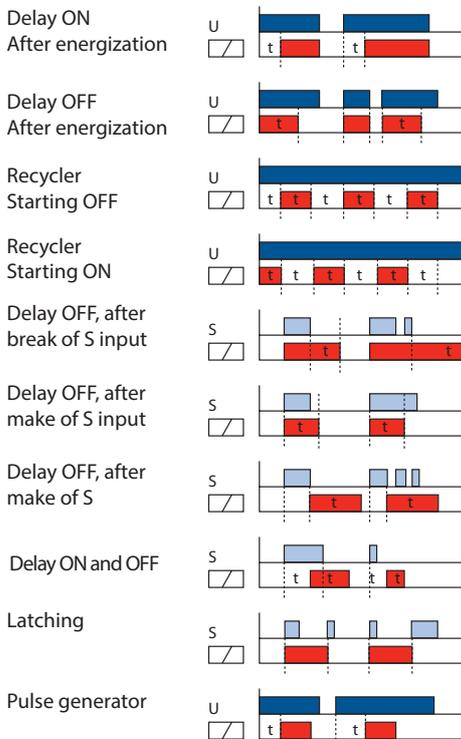 Delay ON
After energization
U
t t
Delay OFF
After energization
U
t t
Recycler
Starting OFF
U
t t t t t t
Recycler
Starting ON
U
t t t t t t
Delay OFF, after
break of S input
S
t t
Delay OFF, after
make of S input
S
t t
Delay OFF, after
make of S
S
t t
Delay ON and OFF
S
t t t t
Latching
S
Pulse generator
U
t t